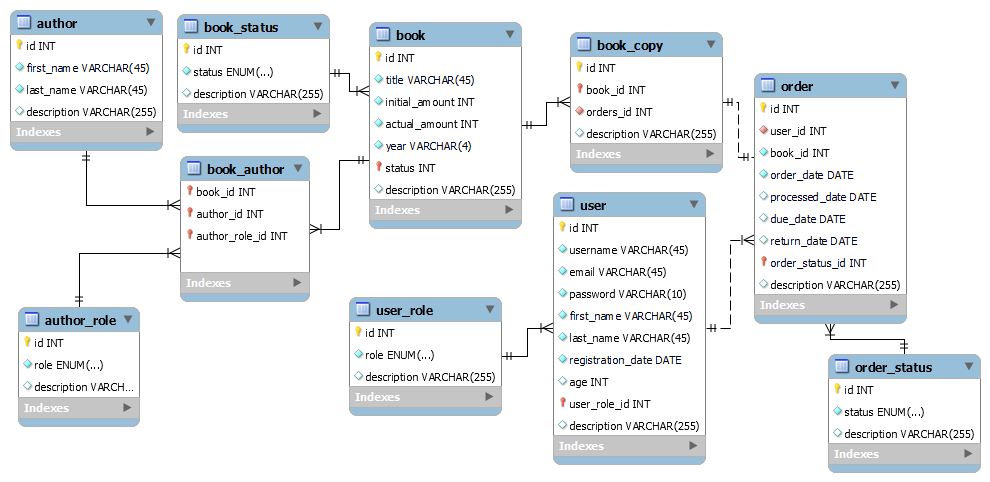 author
id INT
first_name VARCHAR(45)
last_name VARCHAR(45)
description VARCHAR(255)
Indexes
book_status
id INT
status ENUM(...)
description VARCHAR(255)
Indexes
book
id INT
title VARCHAR(45)
initial_amount INT
actual_amount INT
year VARCHAR(4)
status INT
description VARCHAR(255)
Indexes
book_copy
id INT
book_id INT
orders_id INT
description VARCHAR(255)
Indexes
order
id INT
user_id INT
book_id INT
order_date DATE
processed_date DATE
due_date DATE
return_date DATE
order_status_id INT
description VARCHAR(255)
Indexes
book_author
book_id INT
author_id INT
author_role_id INT
Indexes
user
id INT
username VARCHAR(45)
email VARCHAR(45)
password VARCHAR(10)
first_name VARCHAR(45)
last_name VARCHAR(45)
registration_date DATE
age INT
user_role_id INT
description VARCHAR(255)
Indexes
author_role
id INT
role ENUM(...)
description VARCH...
Indexes
user_role
id INT
role ENUM(...)
description VARCHAR(255)
Indexes
order_status
id INT
status ENUM(...)
description VARCHAR(255)
Indexes